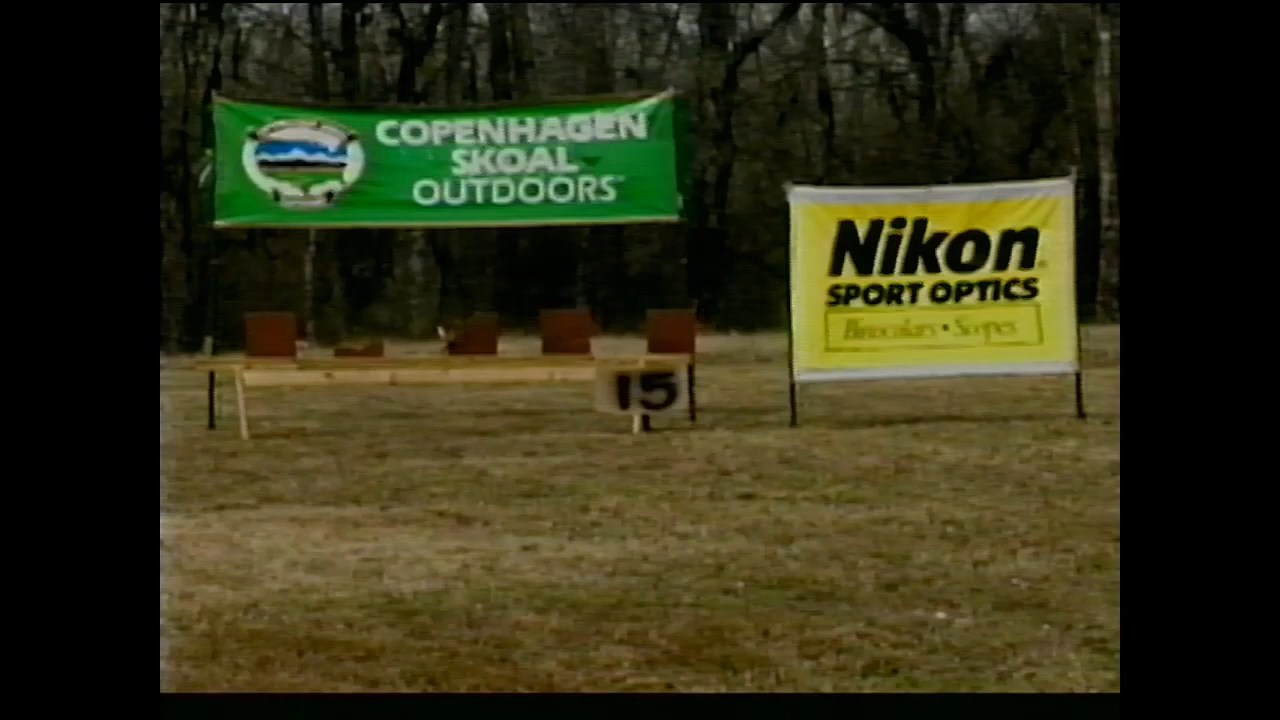 COPENHAGEN
SKOAL
OUTDOORS
Nikon
SPORT OPTICS
Binoculars • Scopes
15